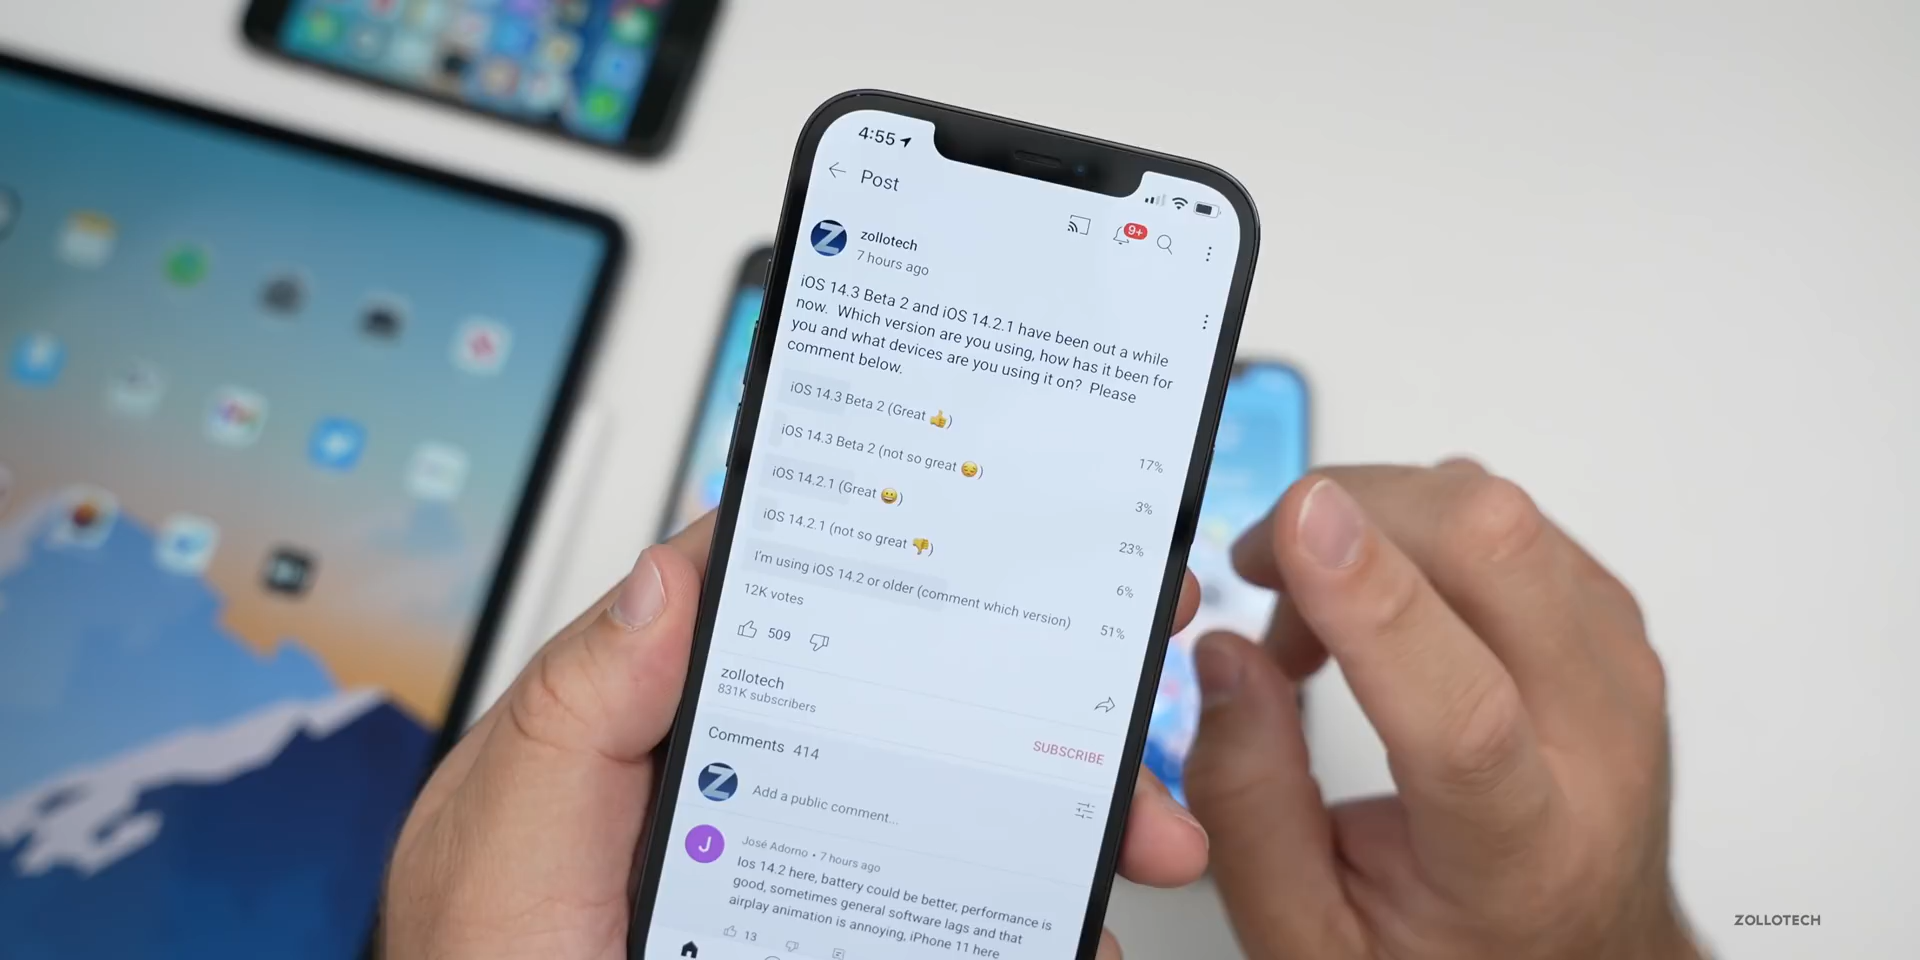 4:55
Post
9+
zollotech
7 hours ago
iOS 14.3 Beta 2 and iOS 14.2.1 have been out a while
now.  Which version are you using, how has it been for
you and what devices are you using it on?  Please
comment below.
iOS 14.3 Beta 2 (Great 👍)
17%
iOS 14.3 Beta 2 (not so great 😔)
3%
iOS 14.2.1 (Great 😀)
23%
iOS 14.2.1 (not so great 👎)
6%
I'm using iOS 14.2 or older (comment which version)
51%
12K votes
509
zollotech
831K subscribers
SUBSCRIBE
Comments 414
Add a public comment...
J
José Adorno • 7 hours ago
Ios 14.2 here, battery could be better, performance is
good, sometimes general software lags and that
airplay animation is annoying, iPhone 11 here
13
ZOLLOTECH